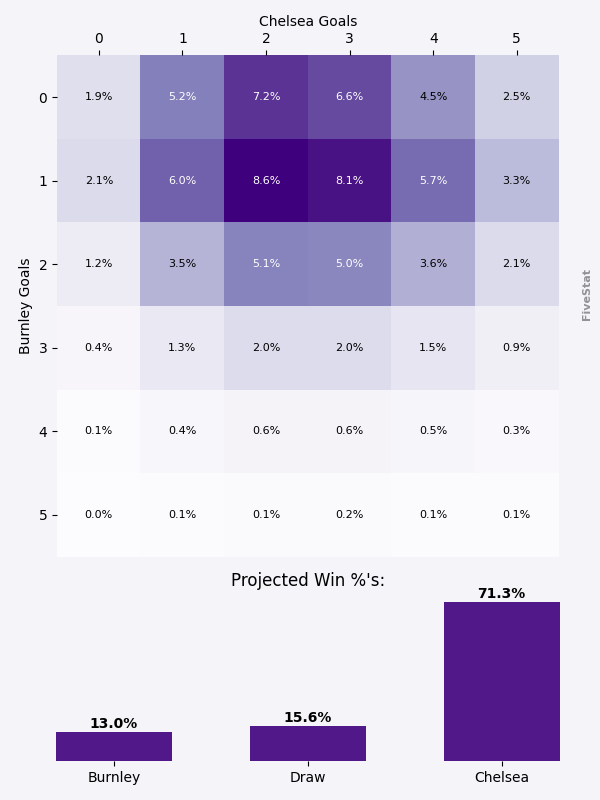 Chelsea Goals
0 1 2 3 4 5
0 1.9% 5.2% 7.2% 6.6% 4.5% 2.5%
1 2.1% 6.0% 8.6% 8.1% 5.7% 3.3%
2 1.2% 3.5% 5.1% 5.0% 3.6% 2.1%
3 0.4% 1.3% 2.0% 2.0% 1.5% 0.9%
4 0.1% 0.4% 0.6% 0.6% 0.5% 0.3%
5 0.0% 0.1% 0.1% 0.2% 0.1% 0.1%
Burnley Goals
FiveStat
Projected Win %'s:
13.0% 15.6% 71.3%
Burnley Draw Chelsea